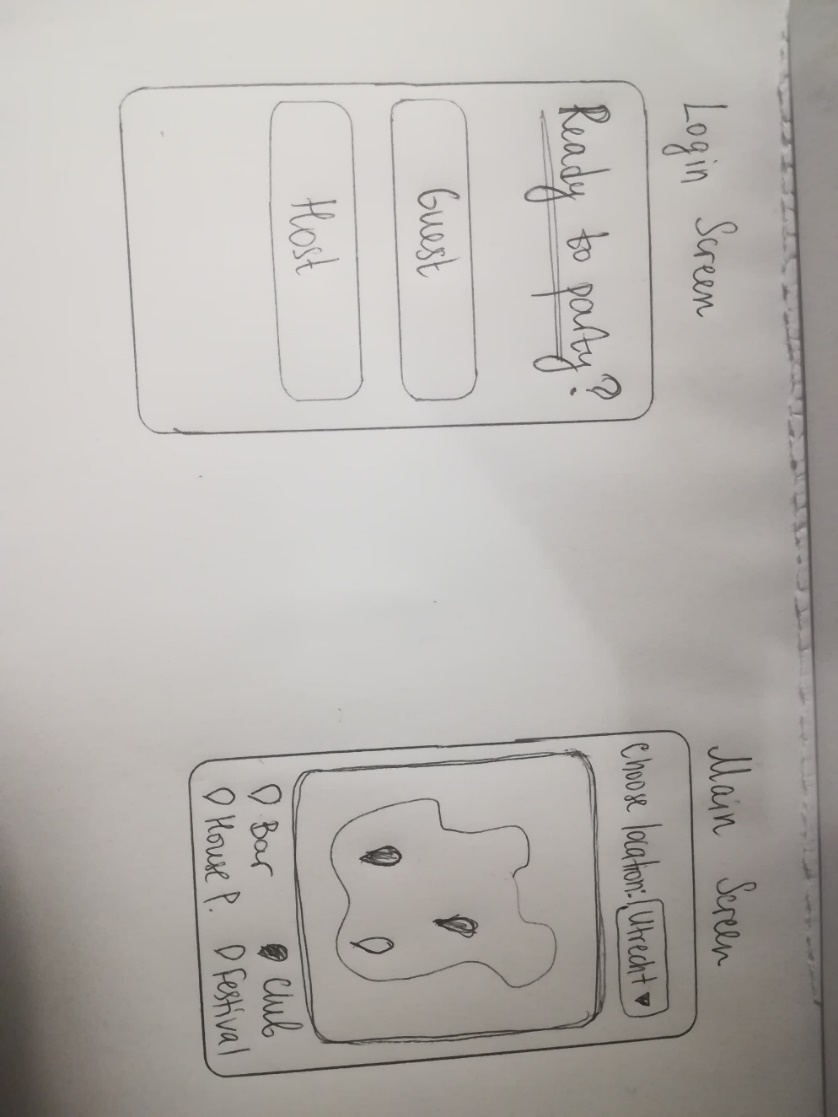 Login Screen
Ready to party?
Guest
Host
Main Screen
Choose location: Utrecht
Bar Club
House P. Festival